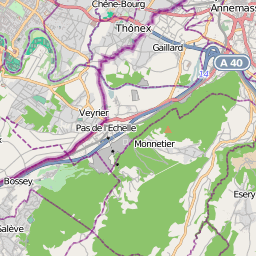 Chêne-Bourg
Annemass
Thônex
Gaillard
A 40
14
Veyrier
Pas de l'Echelle
Monnetier
Bossey
Esery
Salève